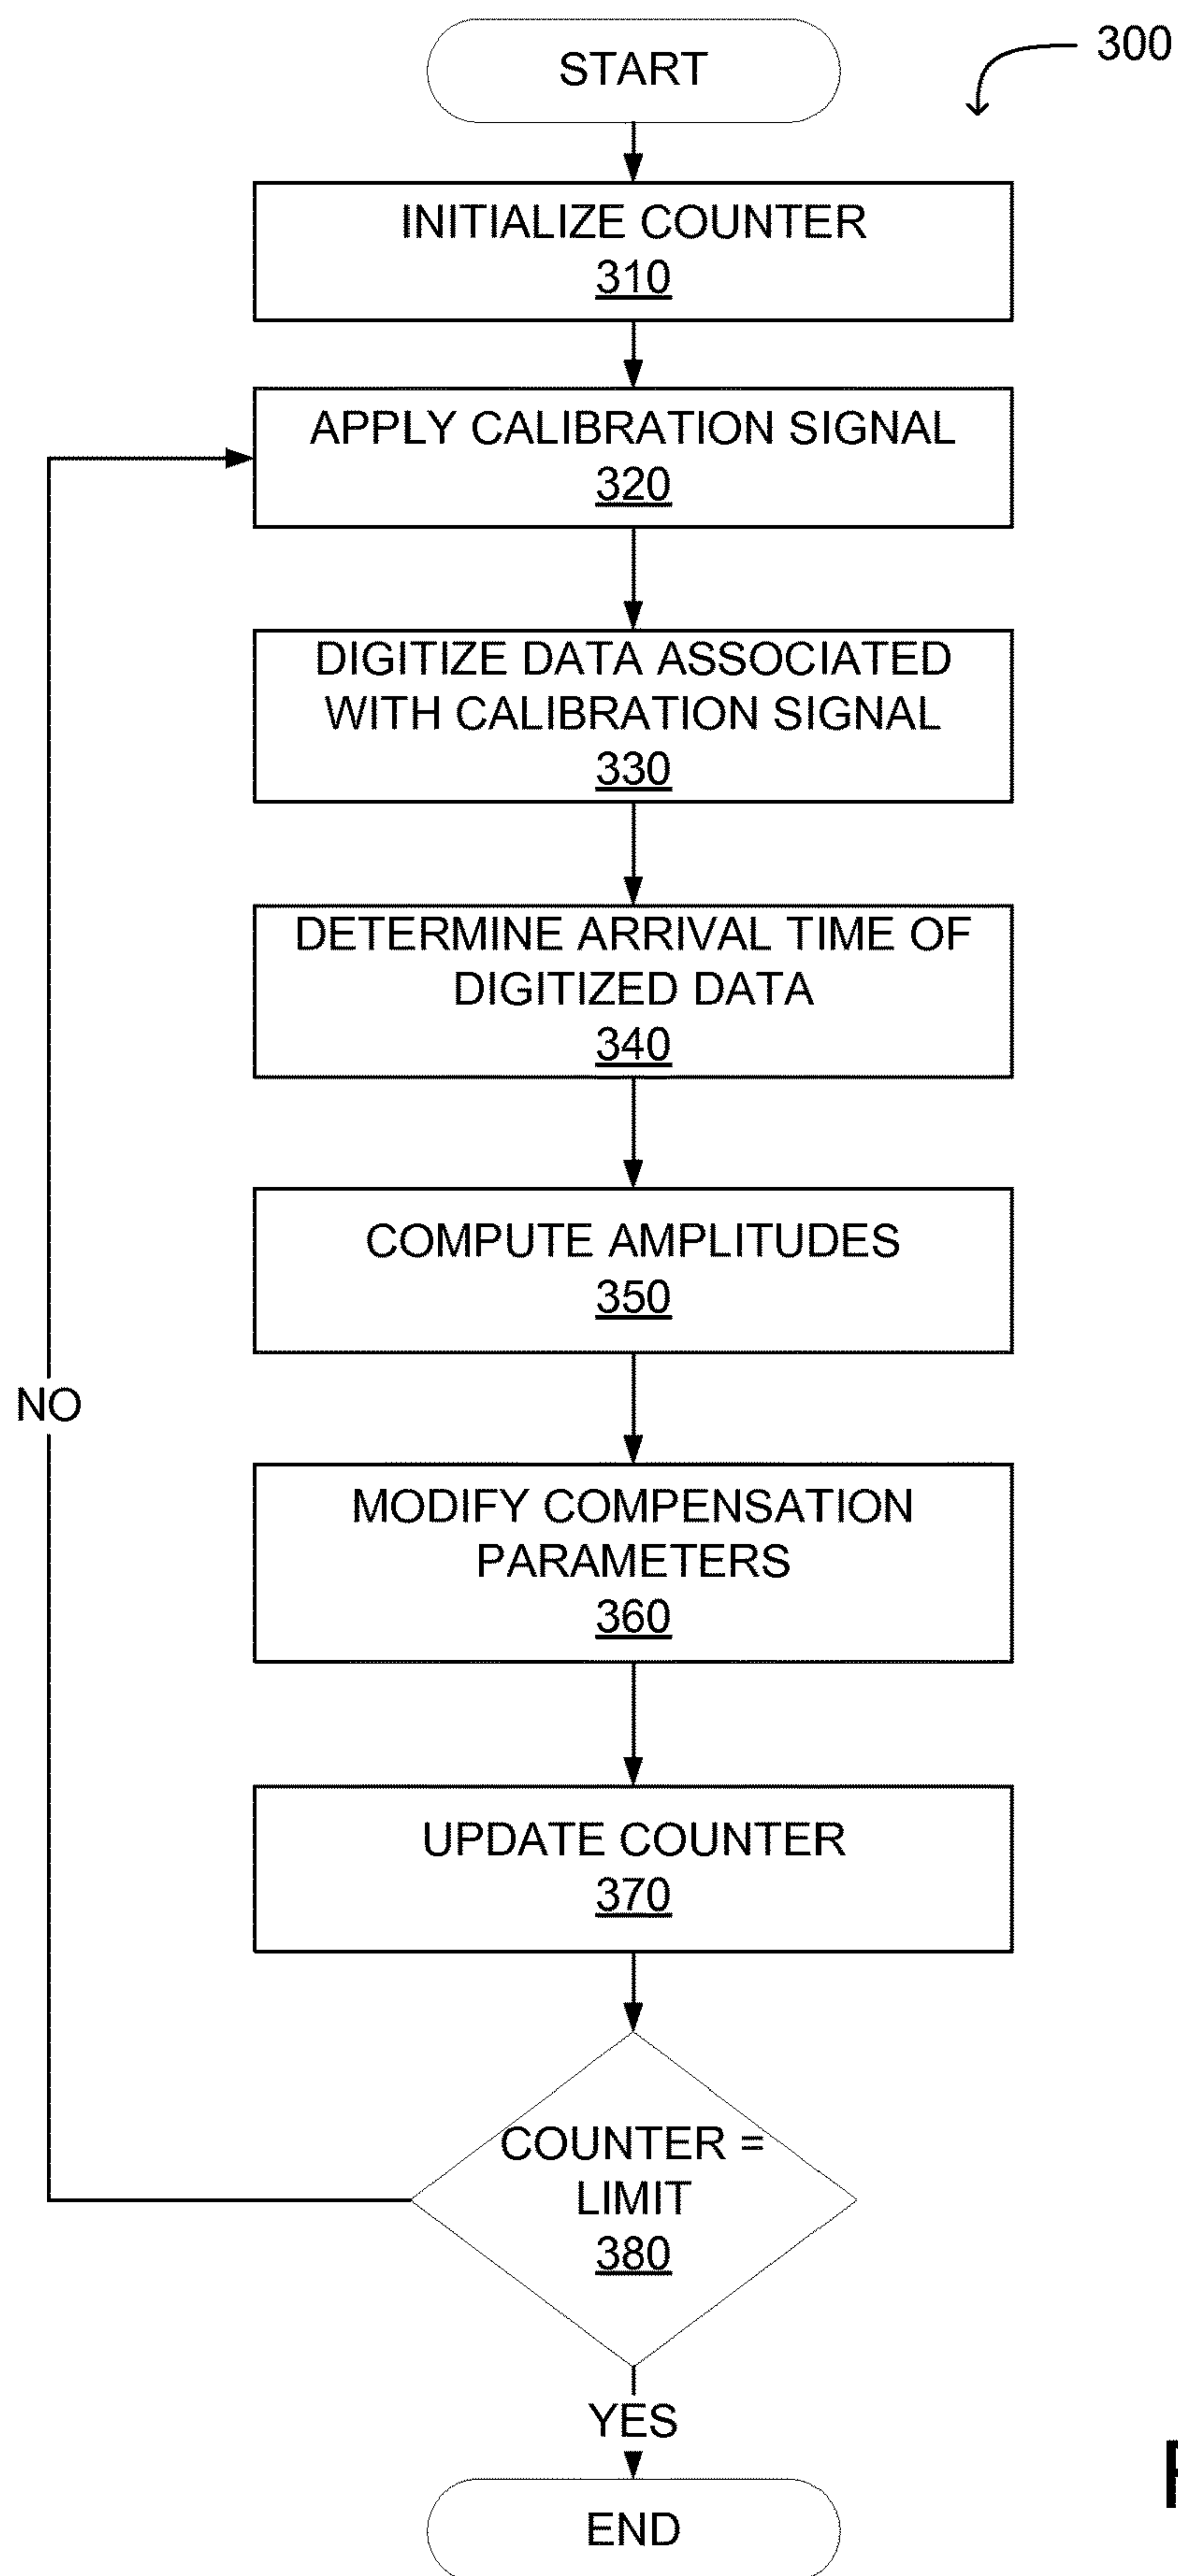 START
300
INITIALIZE COUNTER
310
APPLY CALIBRATION SIGNAL
320
DIGITIZE DATA ASSOCIATED
WITH CALIBRATION SIGNAL
330
DETERMINE ARRIVAL TIME OF
DIGITIZED DATA
340
COMPUTE AMPLITUDES
350
NO
MODIFY COMPENSATION
PARAMETERS
360
UPDATE COUNTER
370
COUNTER =
LIMIT
380
YES
END